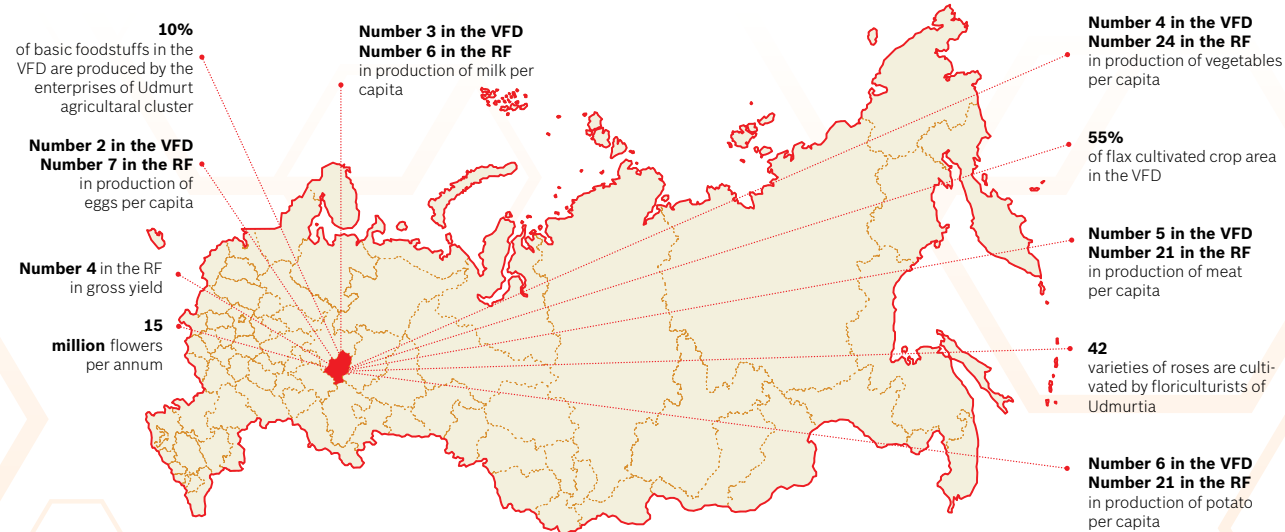 10%
of basic foodstuffs in the
VFD are produced by the
enterprises of Udmurt
agricultaral cluster
Number 2 in the VFD
Number 7 in the RF
in production of
eggs per capita
Number 4 in the RF
in gross yield
15
million flowers
per annum
Number 3 in the VFD
Number 6 in the RF
in production of milk per
capita
Number 4 in the VFD
Number 24 in the RF
in production of vegetables
per capita
55%
of flax cultivated crop area
in the VFD
Number 5 in the VFD
Number 21 in the RF
in production of meat
per capita
42
varieties of roses are culti-
vated by floriculturists of
Udmurtia
Number 6 in the VFD
Number 21 in the RF
in production of potato
per capita